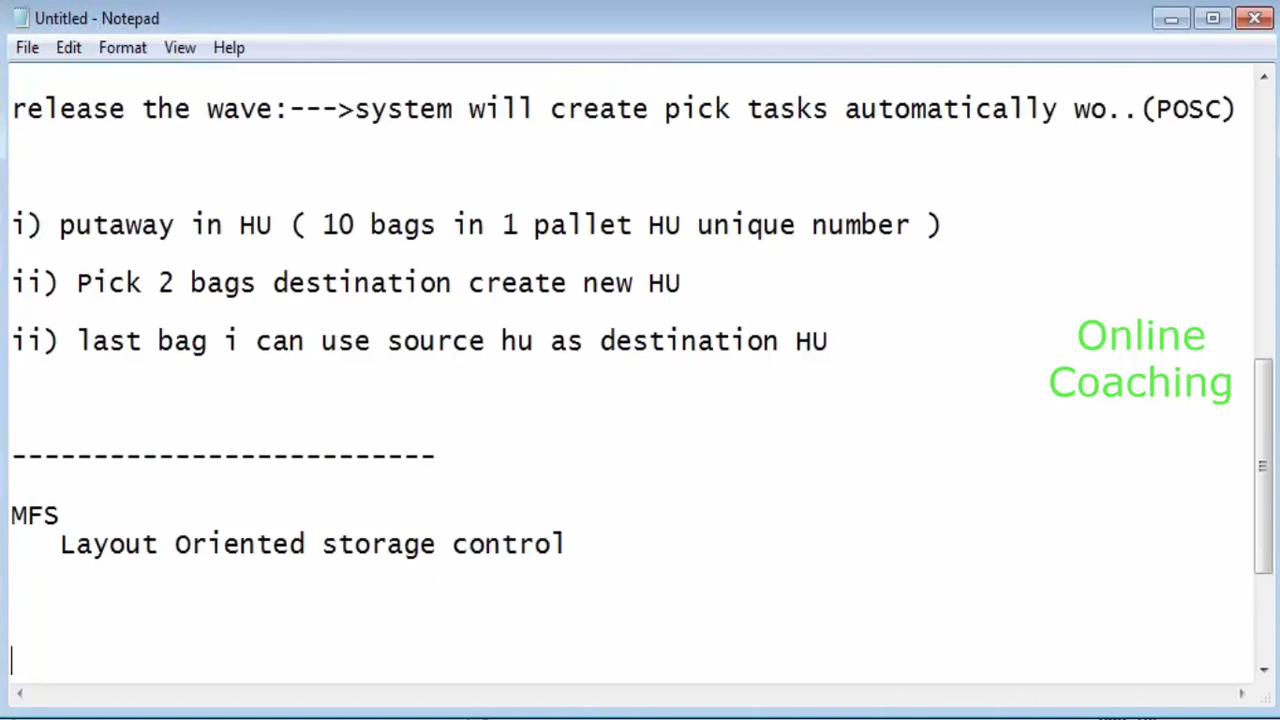 Untitled - Notepad
File Edit Format View Help
release the wave:--->system will create pick tasks automatically wo..(POSC)
i) putaway in HU ( 10 bags in 1 pallet HU unique number )
ii) Pick 2 bags destination create new HU
ii) last bag i can use source hu as destination HU
Online
Coaching
--------------------------
MFS
Layout Oriented storage control